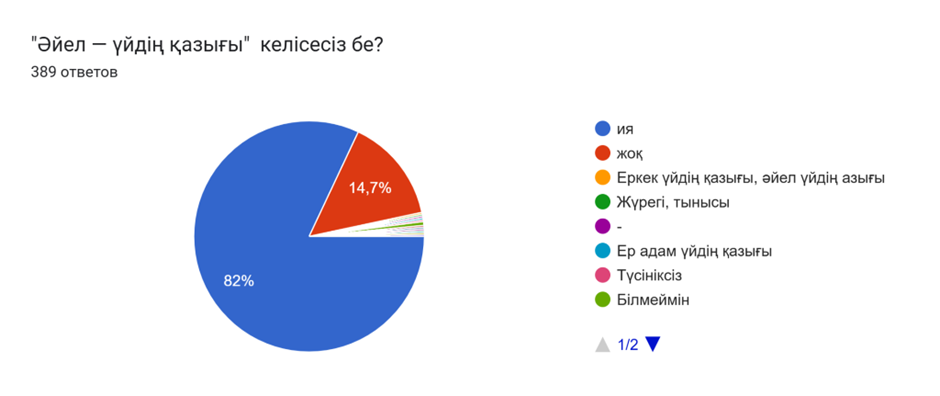 "Әйел — үйдің қазығы" келісесіз бе?
389 ответов
14,7%
82%
ия
жоқ
Еркек үйдің қазығы, әйел үйдің азығы
Жүрегі, тынысы
-
Ер адам үйдің қазығы
Түсініксіз
Білмеймін
1/2